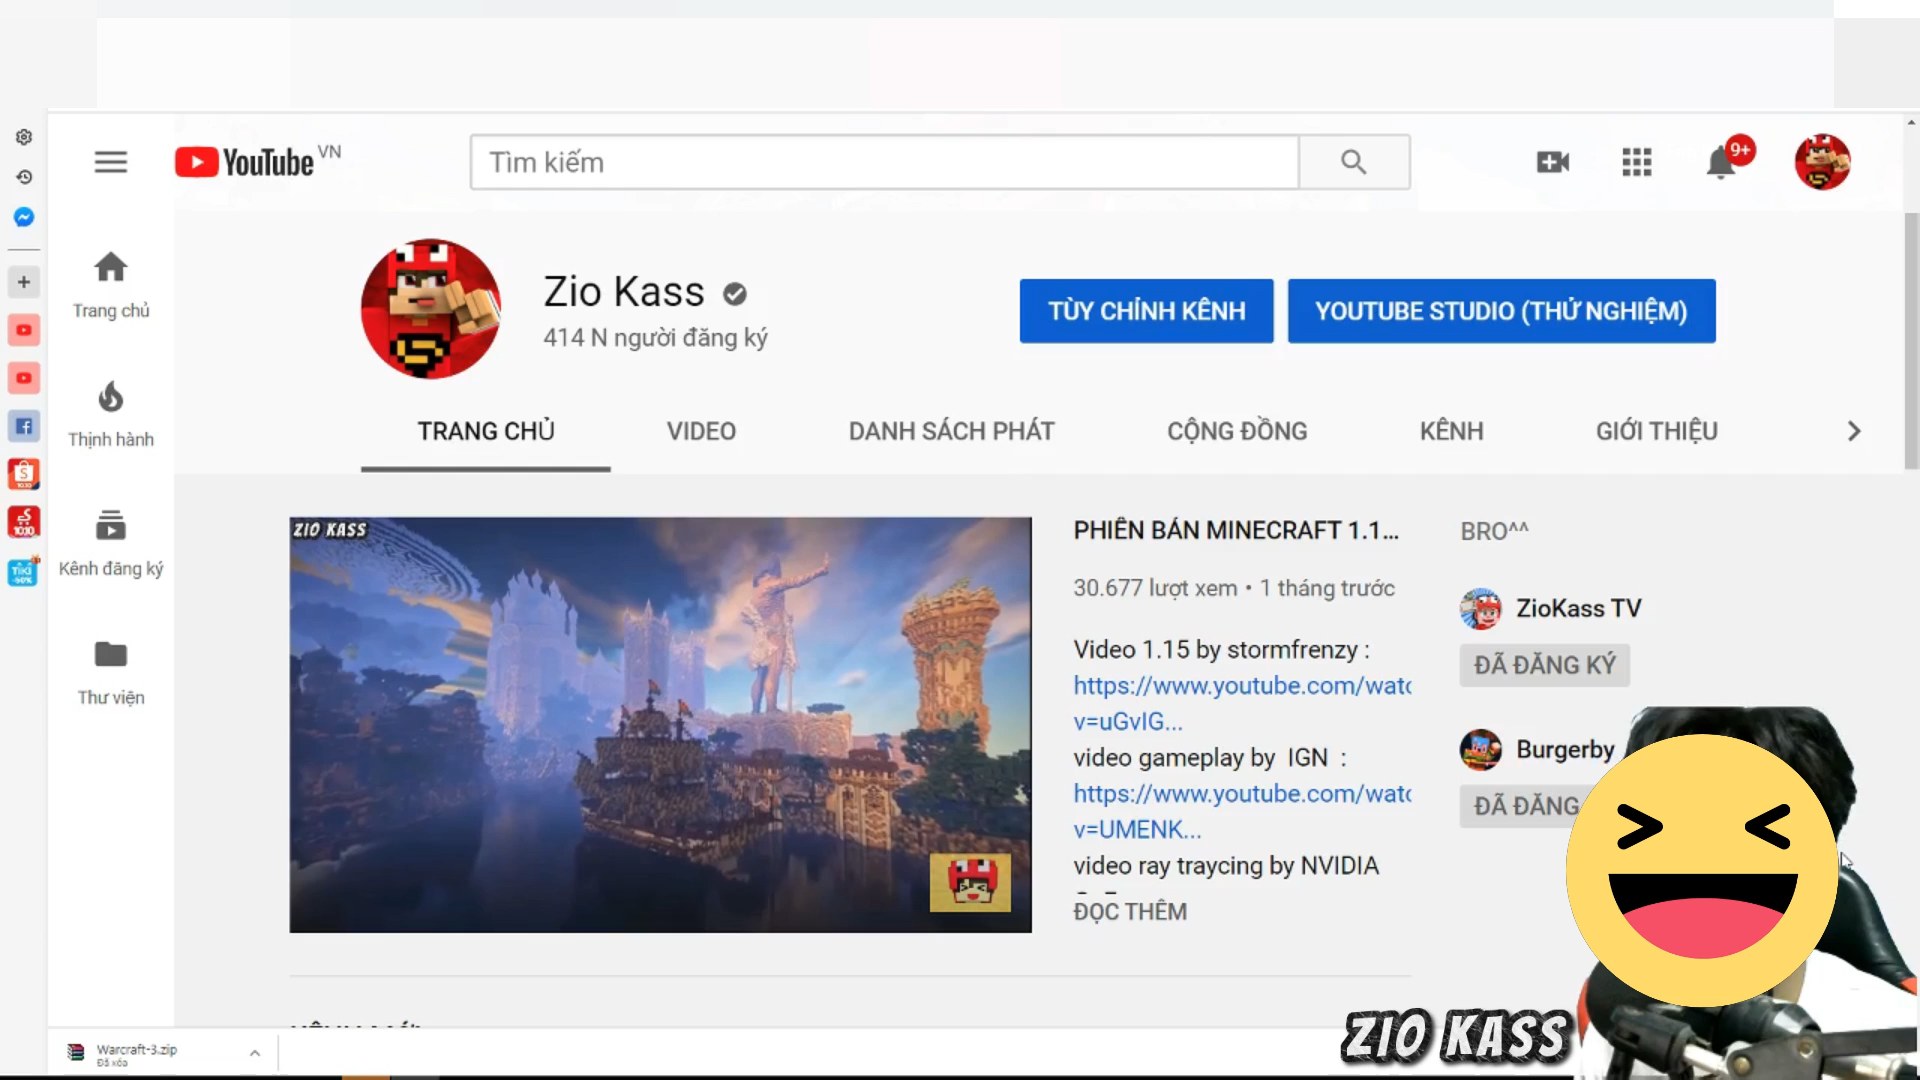 YouTube VN
Tìm kiếm
9+
Trang chủ
Thịnh hành
Kênh đăng ký
Thư viện
Zio Kass
414 N người đăng ký
TÙY CHỈNH KÊNH
YOUTUBE STUDIO (THỬ NGHIỆM)
TRANG CHỦ
VIDEO
DANH SÁCH PHÁT
CỘNG ĐỒNG
KÊNH
GIỚI THIỆU
ZIO KASS
PHIÊN BẢN MINECRAFT 1.1...
30.677 lượt xem • 1 tháng trước
Video 1.15 by stormfrenzy :
https://www.youtube.com/watc
v=uGvIG...
video gameplay by IGN :
https://www.youtube.com/watc
v=UMENK...
video ray traycing by NVIDIA
ĐỌC THÊM
BRO^^
ZioKass TV
ĐÃ ĐĂNG KÝ
Burgerby
ĐÃ ĐĂNG
ZIO KASS
Warcraft-3.zip
Đã xóa